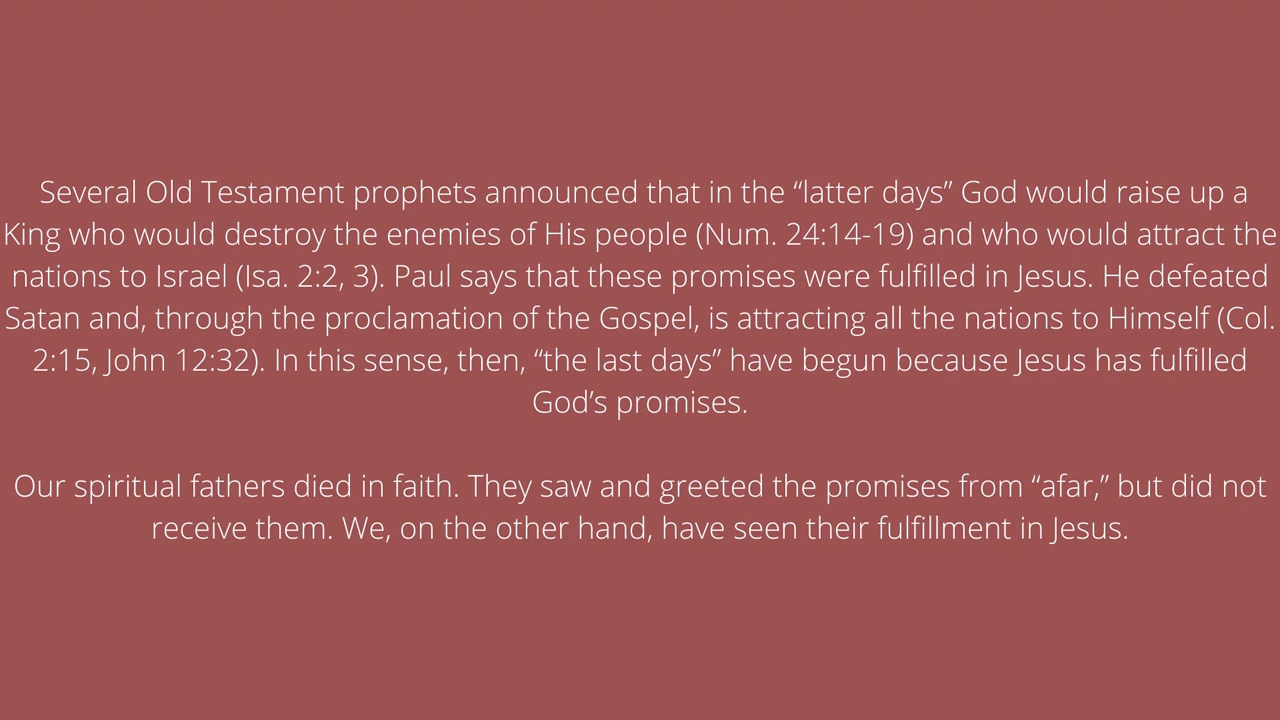 Several Old Testament prophets announced that in the “latter days” God would raise up a
King who would destroy the enemies of His people (Num. 24:14-19) and who would attract the
nations to Israel (Isa. 2:2, 3). Paul says that these promises were fulfilled in Jesus. He defeated
Satan and, through the proclamation of the Gospel, is attracting all the nations to Himself (Col.
2:15, John 12:32). In this sense, then, “the last days” have begun because Jesus has fulfilled
God’s promises.
Our spiritual fathers died in faith. They saw and greeted the promises from “afar,” but did not
receive them. We, on the other hand, have seen their fulfillment in Jesus.